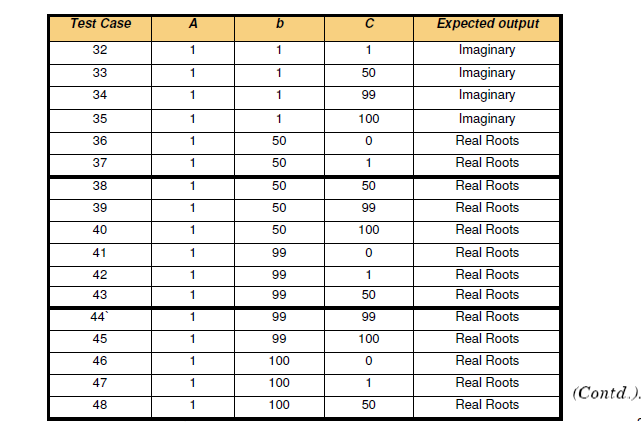 Test Case A b C Expected output
32 1 1 1 Imaginary
33 1 1 50 Imaginary
34 1 1 99 Imaginary
35 1 1 100 Imaginary
36 1 50 0 Real Roots
37 1 50 1 Real Roots
38 1 50 50 Real Roots
39 1 50 99 Real Roots
40 1 50 100 Real Roots
41 1 99 0 Real Roots
42 1 99 1 Real Roots
43 1 99 50 Real Roots
44` 1 99 99 Real Roots
45 1 99 100 Real Roots
46 1 100 0 Real Roots
47 1 100 1 Real Roots
(Contd.).
48 1 100 50 Real Roots